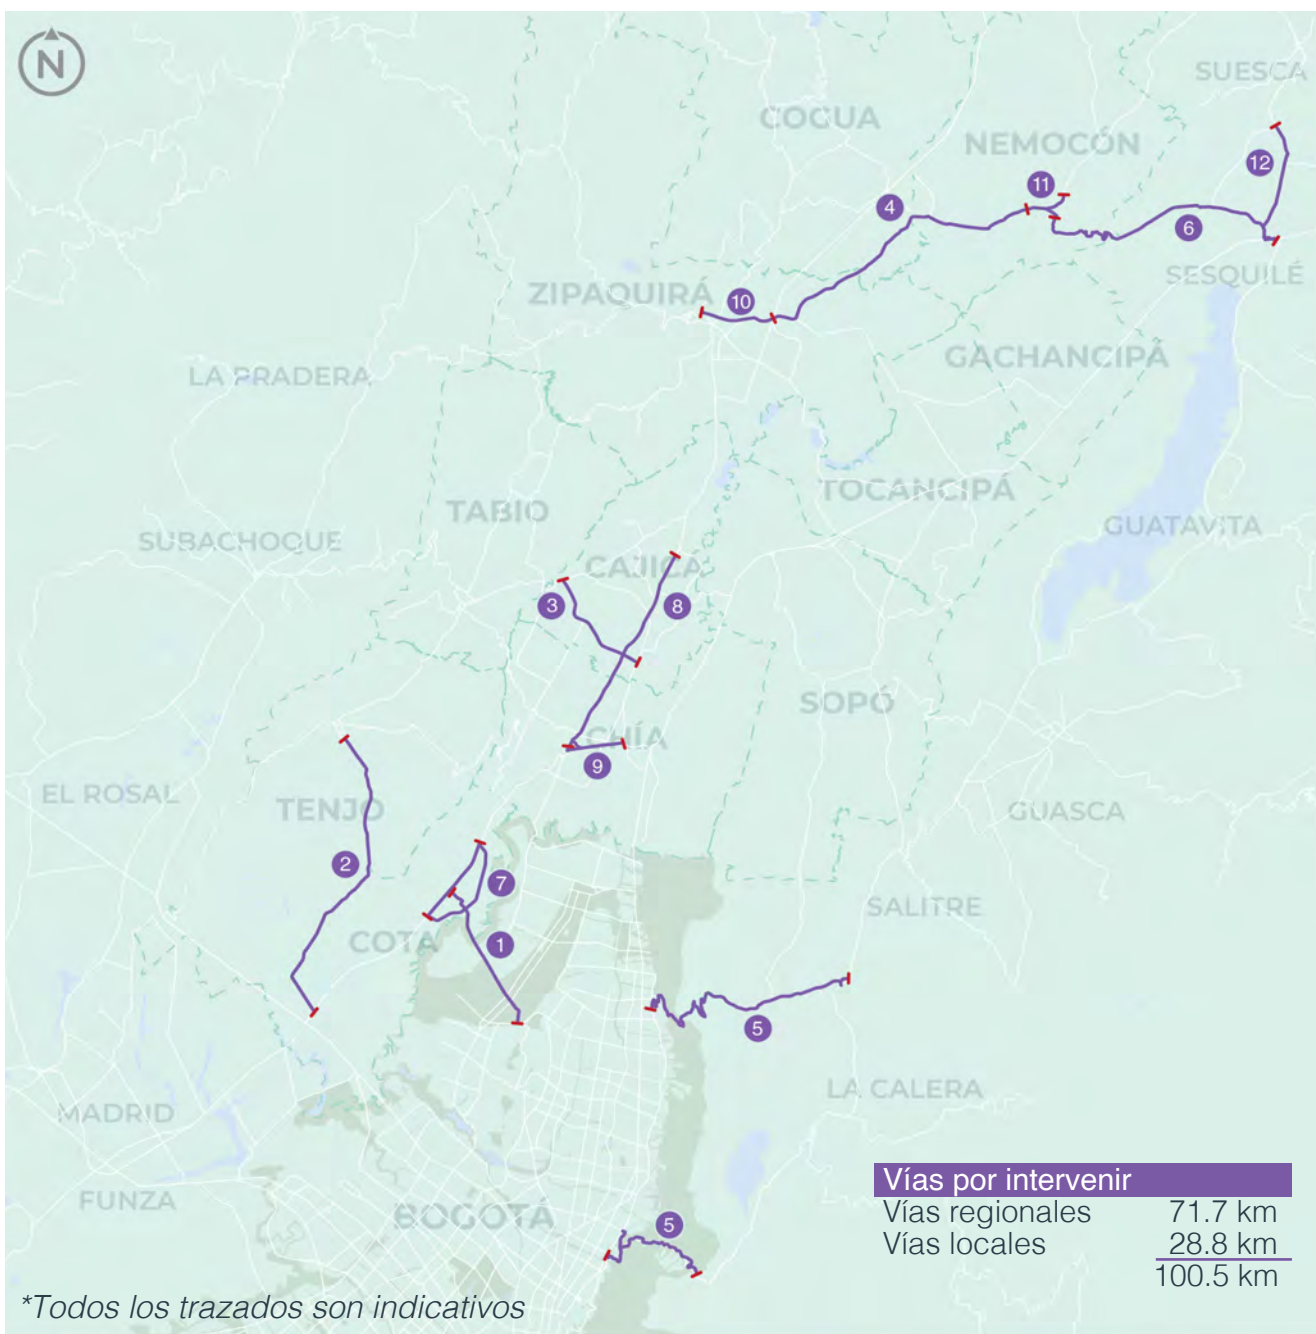 N
SUESCA
COGUA
NEMOCÓN
12
11
4
6
SESQUILÉ
ZIPAQUIRÁ
10
GACHANCIPÁ
LA PRADERA
TOCANCIPÁ
TABIO
GUATAVITA
SUBACHOQUE
CAJICA
3
8
SOPÓ
CHÍA
9
EL ROSAL
TENJO
GUASCA
2
7
SALITRE
COTA
1
5
LA CALERA
MADRID
FUNZA
BOGOTÁ
5
Vías por intervenir
Vías regionales 71.7 km
Vías locales 28.8 km
100.5 km
*Todos los trazados son indicativos